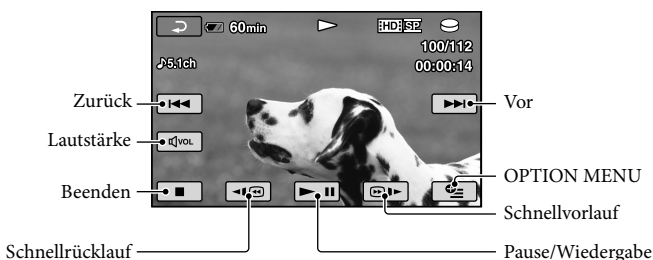 60min HD SP
100/112
♪5.1ch 00:00:14
Zurück Vor
Lautstärke VOL
OPTION MENU
Beenden
Schnellvorlauf
Schnellrücklauf Pause/Wiedergabe